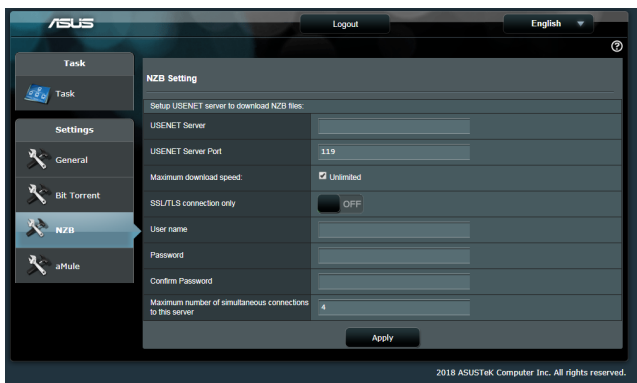 ASUS
Logout
English
Task
Task
Settings
General
Bit Torrent
NZB
aMule
NZB Setting
Setup USENET server to download NZB files:
USENET Server
USENET Server Port
119
Maximum download speed:
Unlimited
SSL/TLS connection only
OFF
User name
Password
Confirm Password
Maximum number of simultaneous connections
to this server
4
Apply
2018 ASUSTeK Computer Inc. All rights reserved.